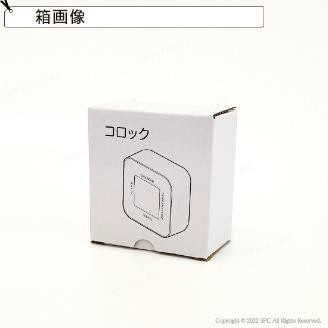 箱画像
コロック
Copyright © 2022 SPC All Rights Reserved.